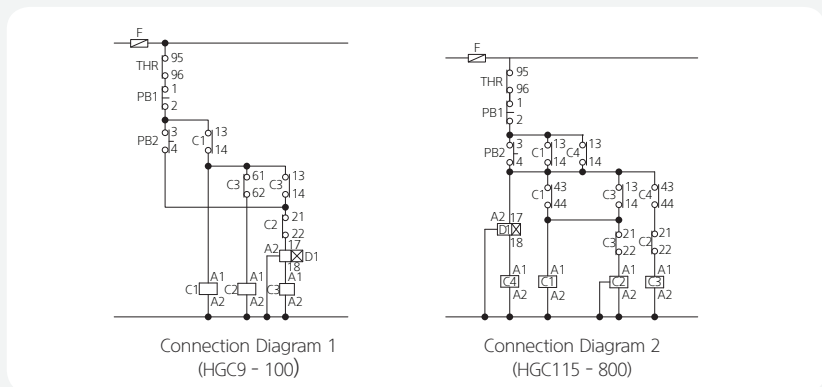 F
THR
95
96
PB1
1
2
PB2
3
4
C1
13
14
C3
61
62
C3
13
14
C2
21
22
A2
17
D1
18
C1
A1
A2
C2
A1
A2
C3
A1
A2
Connection Diagram 1
(HGC9 - 100)
F
THR
95
96
PB1
1
2
PB2
3
4
C1
13
14
C4
13
14
C1
43
44
C3
13
14
C4
43
44
A2
17
D1
18
C3
21
22
C2
21
22
C4
A1
A2
C1
A1
A2
C2
A1
A2
C3
A1
A2
Connection Diagram 2
(HGC115 - 800)